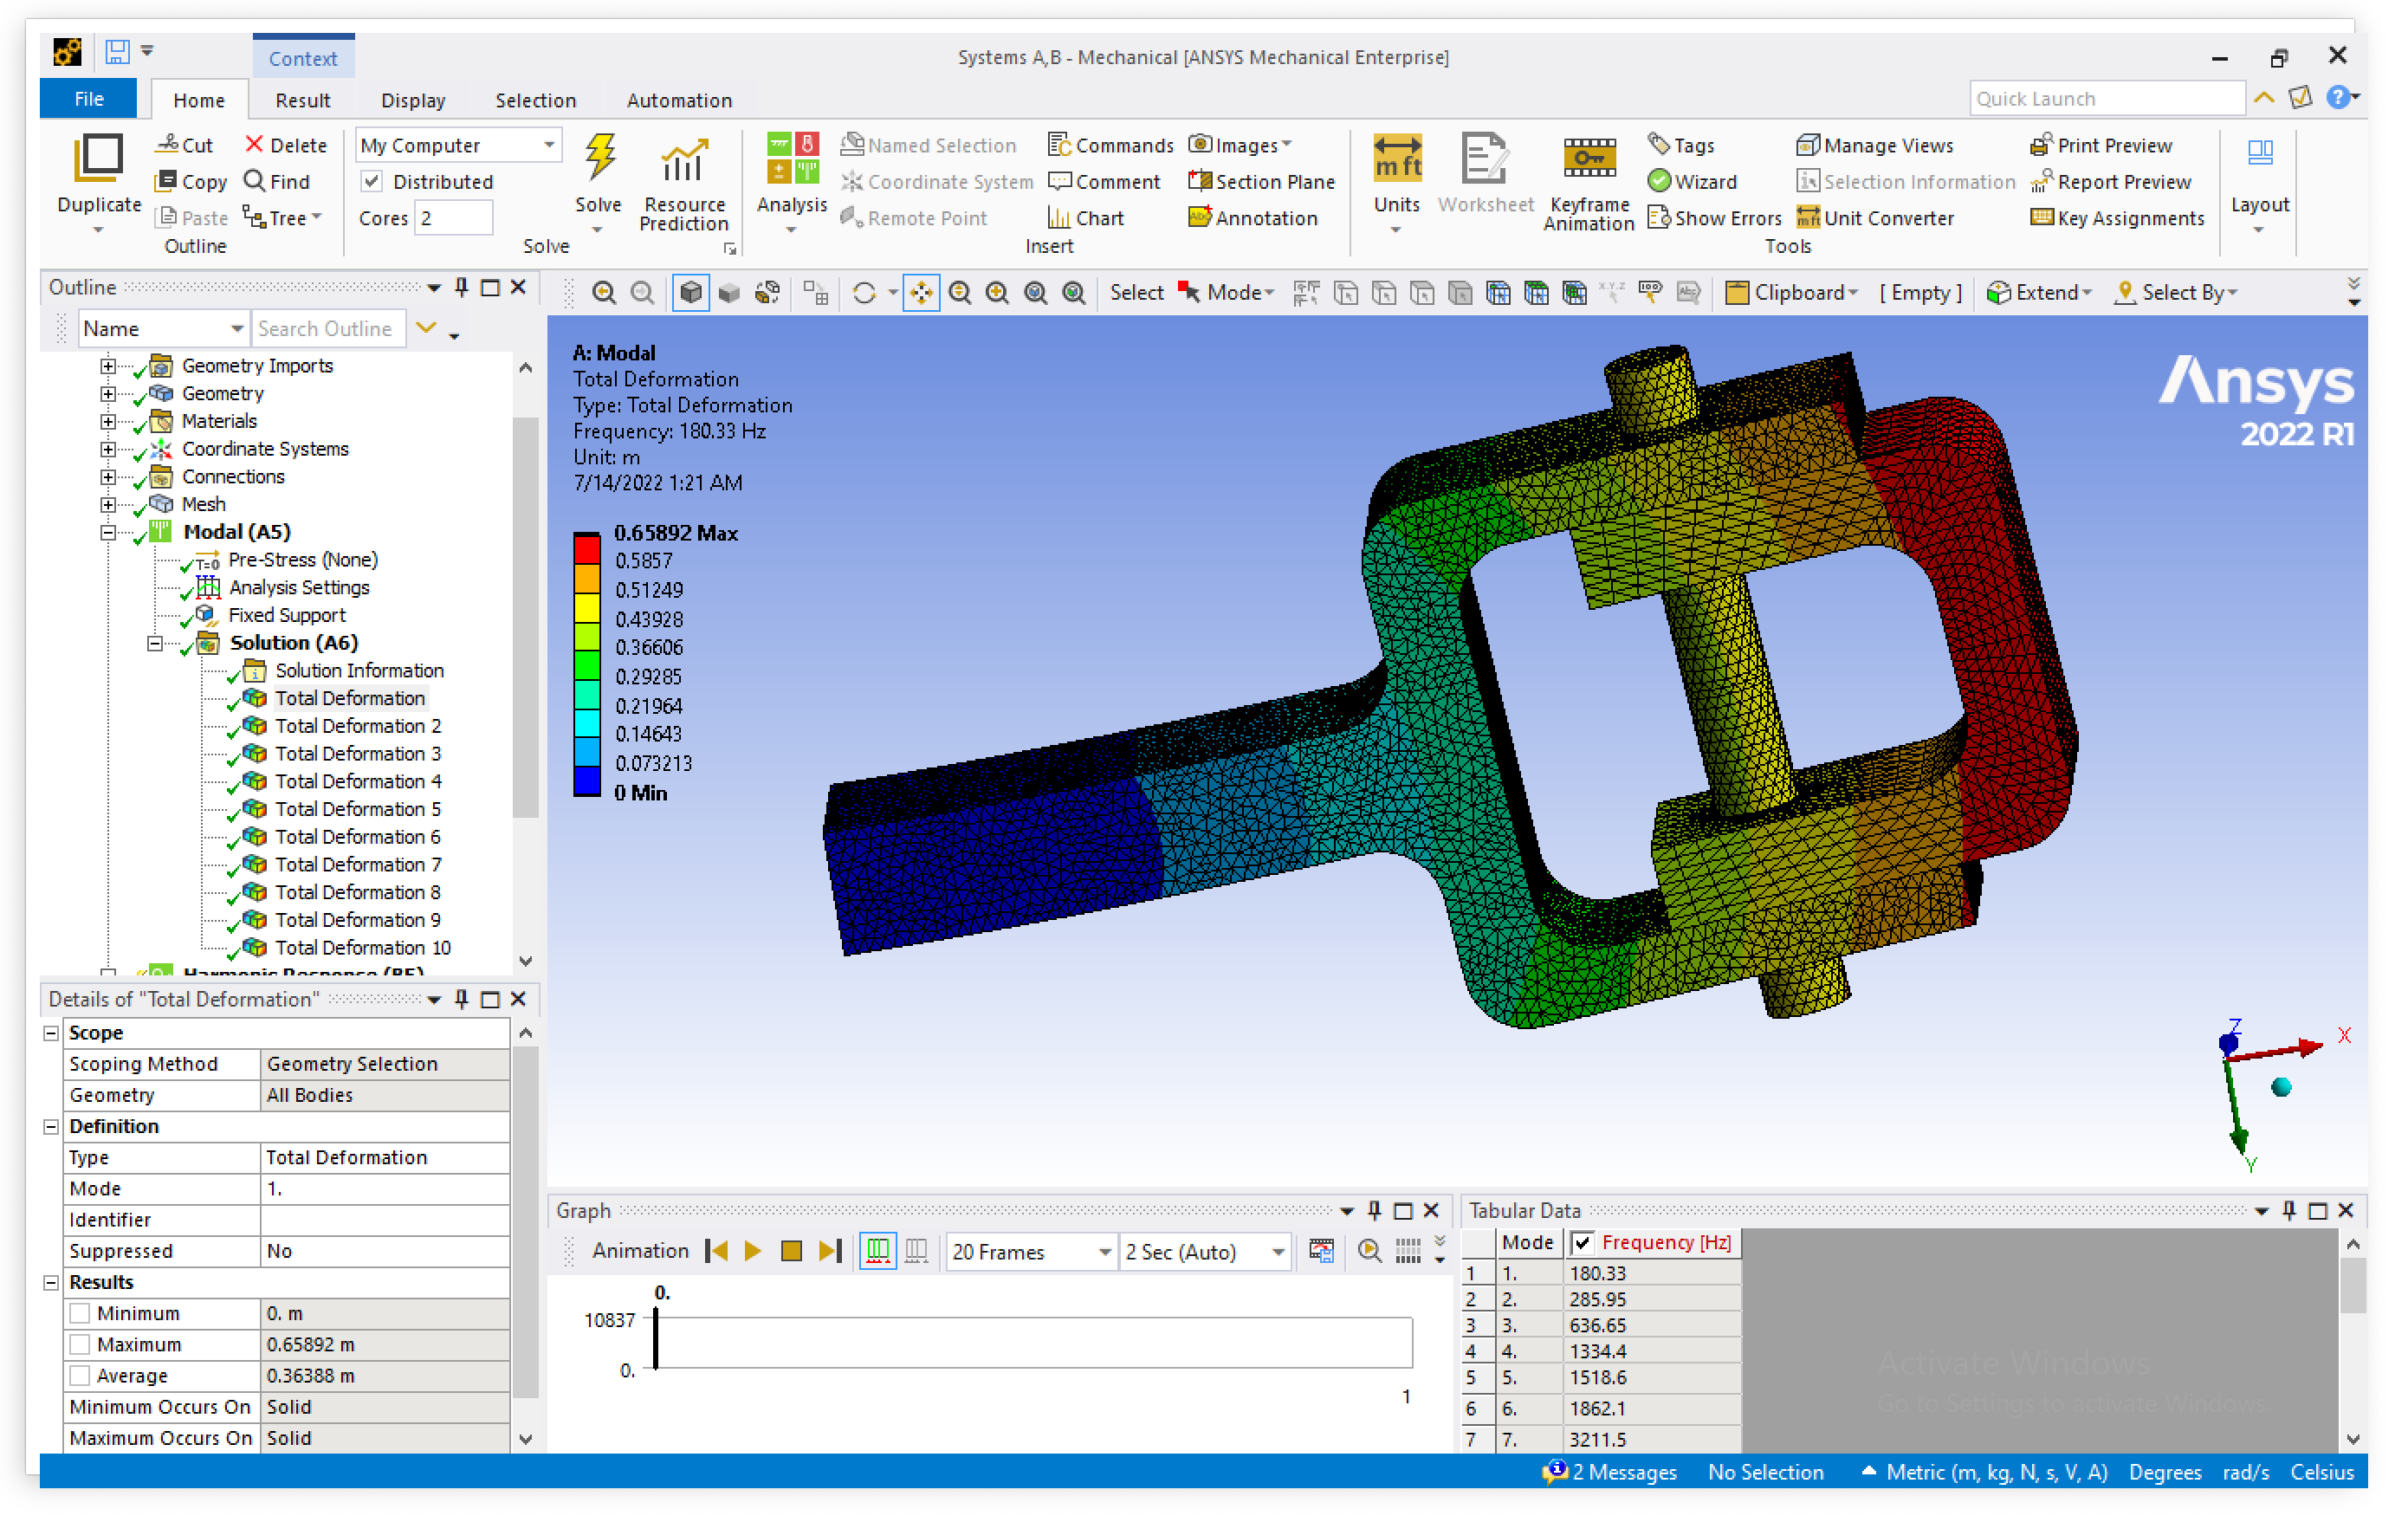 Context
Systems A,B - Mechanical [ANSYS Mechanical Enterprise]
File Home Result Display Selection Automation
Quick Launch
Duplicate
Cut Delete
Copy Find
Paste Tree
Outline
My Computer
Distributed
Cores 2
Solve
Resource Prediction
Solve
Analysis
Named Selection Commands Images
Coordinate System Comment Section Plane
Remote Point Chart Annotation
Insert
mft
Units
Worksheet
Keyframe Animation
Tags Manage Views Print Preview
Wizard Selection Information Report Preview
Show Errors Unit Converter Key Assignments
Tools
Layout
Outline
Name Search Outline
Select Mode Clipboard [ Empty ] Extend Select By
Geometry Imports
Geometry
Materials
Coordinate Systems
Connections
Mesh
Modal (A5)
Pre-Stress (None)
Analysis Settings
Fixed Support
Solution (A6)
Solution Information
Total Deformation
Total Deformation 2
Total Deformation 3
Total Deformation 4
Total Deformation 5
Total Deformation 6
Total Deformation 7
Total Deformation 8
Total Deformation 9
Total Deformation 10
Harmonic Response (B5)
A: Modal
Total Deformation
Type: Total Deformation
Frequency: 180.33 Hz
Unit: m
7/14/2022 1:21 AM
0.65892 Max
0.5857
0.51249
0.43928
0.36606
0.29285
0.21964
0.14643
0.073213
0 Min
Ansys
2022 R1
Z
X
Y
Details of "Total Deformation"
Scope
Scoping Method Geometry Selection
Geometry All Bodies
Definition
Type Total Deformation
Mode 1.
Identifier
Suppressed No
Results
Minimum 0. m
Maximum 0.65892 m
Average 0.36388 m
Minimum Occurs On Solid
Maximum Occurs On Solid
Graph
Animation 20 Frames 2 Sec (Auto)
0.
10837
0.
1
Tabular Data
Mode Frequency [Hz]
1 1. 180.33
2 2. 285.95
3 3. 636.65
4 4. 1334.4
5 5. 1518.6
6 6. 1862.1
7 7. 3211.5
Activate Windows
Go to Settings to activate Windows.
2 Messages No Selection Metric (m, kg, N, s, V, A) Degrees rad/s Celsius